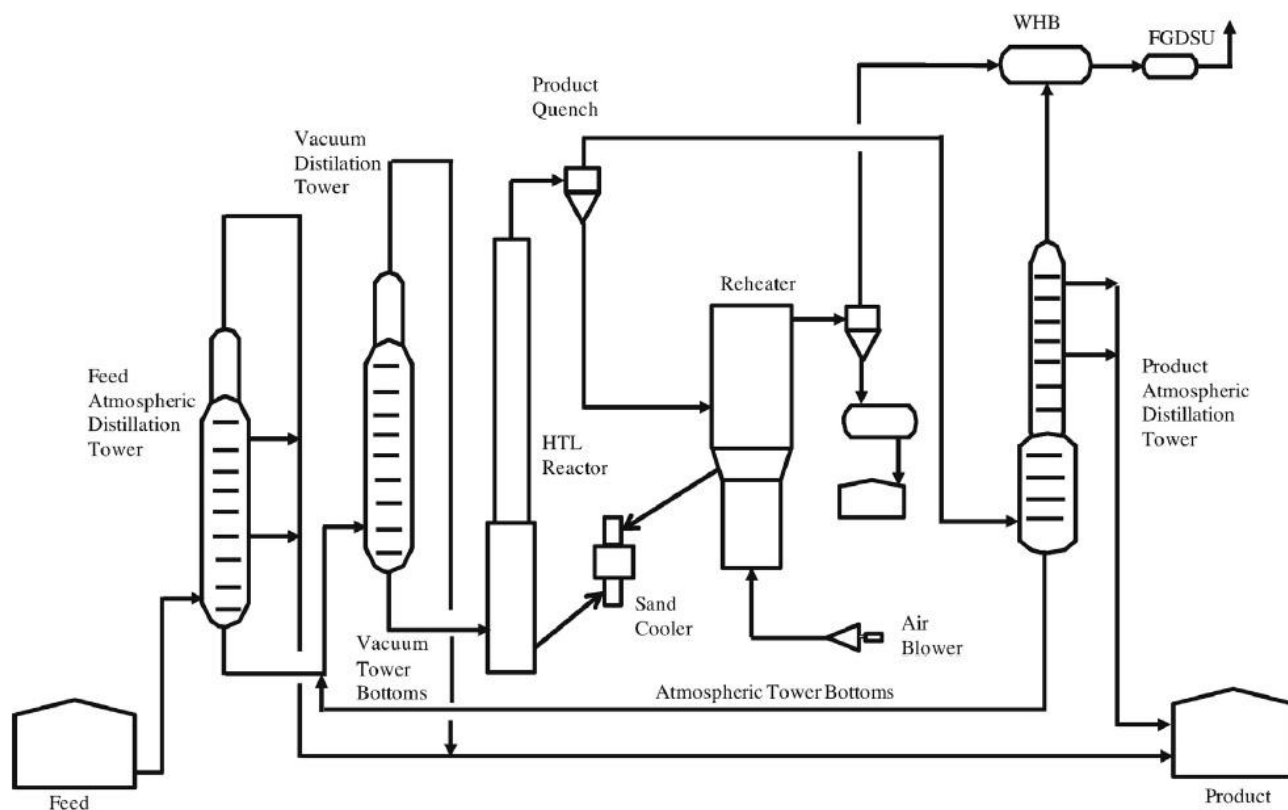 WHB
FGDSU
Product
Quench
Vacuum
Distilation
Tower
Reheater
Feed
Atmospheric
Distillation
Tower
Product
Atmospheric
Distillation
Tower
HTL
Reactor
Sand
Cooler
Air
Blower
Vacuum
Tower
Bottoms
Atmospheric Tower Bottoms
Feed
Product